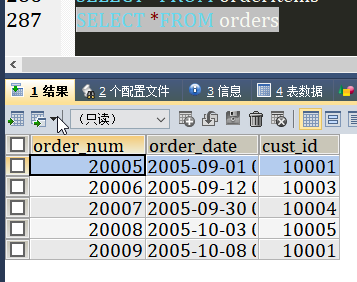 SELECT *FROM orderitems
287 SELECT *FROM orders
1 结果 2 个配置文件 3 信息 4 表数据
(只读)
order_num order_date cust_id
20005 2005-09-01 10001
20006 2005-09-12 10003
20007 2005-09-30 10004
20008 2005-10-03 10005
20009 2005-10-08 10001